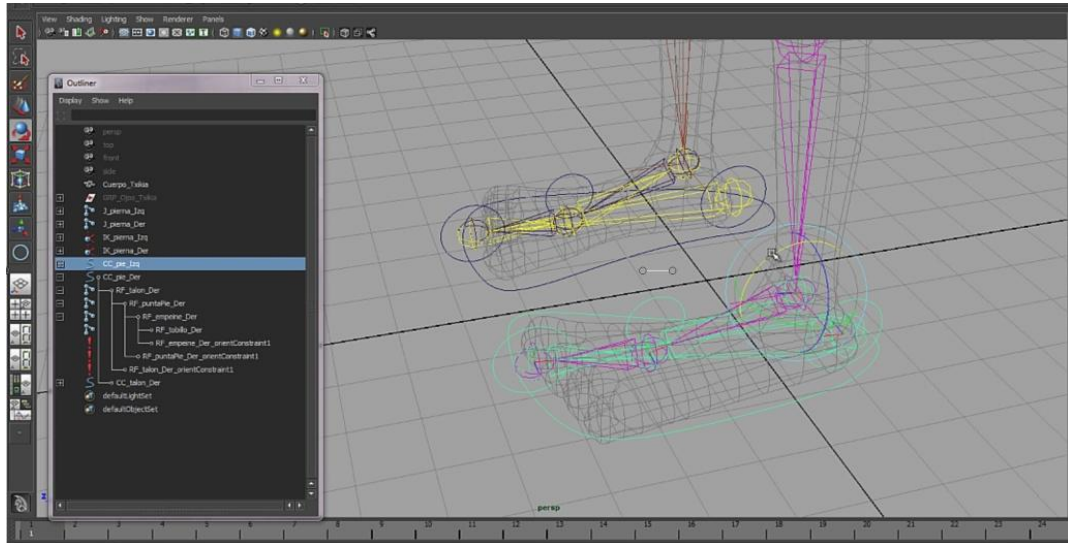 View Shading Lighting Show Renderer Panels
Outliner
Display Show Help
persp
top
front
side
Cuerpo_Txikia
GRP_Ojos_Txikia
J_pierna_Izq
J_pierna_Der
IK_pierna_Izq
IK_pierna_Der
CC_pie_Izq
CC_pie_Der
RF_talon_Der
RF_puntaPie_Der
RF_empeine_Der
RF_tobillo_Der
RF_empeine_Der_orientConstraint1
RF_puntaPie_Der_orientConstraint1
RF_talon_Der_orientConstraint1
CC_talon_Der
defaultLightSet
defaultObjectSet
persp
1 2 3 4 5 6 7 8 9 10 11 12 13 14 15 16 17 18 19 20 21 22 23 24
1